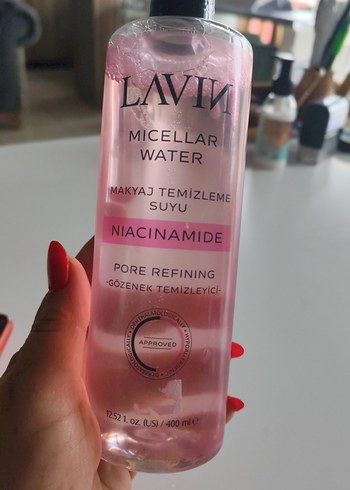 LAVIN
MICELLAR
WATER
MAKYAJ TEMİZLEME
SUYU
NIACINAMIDE
PORE REFINING
-GÖZENEK TEMİZLEYİCİ-
APPROVED
12.52 fl. oz. (US) / 400 ml ℮